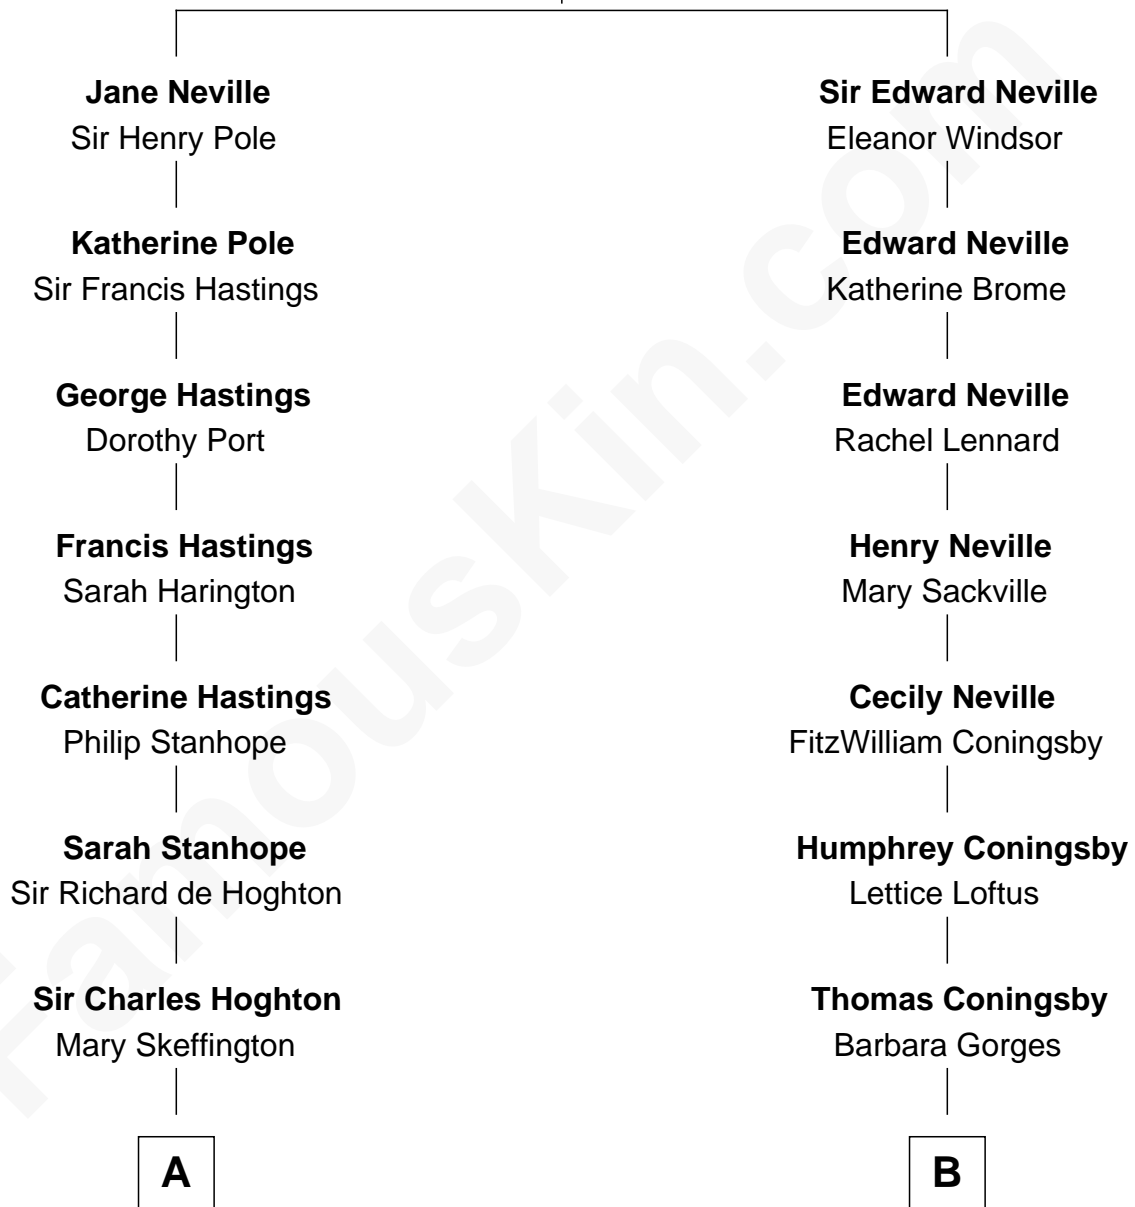 Jane Neville
Sir Henry Pole
Katherine Pole
Sir Francis Hastings
George Hastings
Dorothy Port
Francis Hastings
Sarah Harington
Catherine Hastings
Philip Stanhope
Sarah Stanhope
Sir Richard de Hoghton
Sir Charles Hoghton
Mary Skeffington
A
Sir Edward Neville
Eleanor Windsor
Edward Neville
Katherine Brome
Edward Neville
Rachel Lennard
Henry Neville
Mary Sackville
Cecily Neville
FitzWilliam Coningsby
Humphrey Coningsby
Lettice Loftus
Thomas Coningsby
Barbara Gorges
B
FamousKin.com